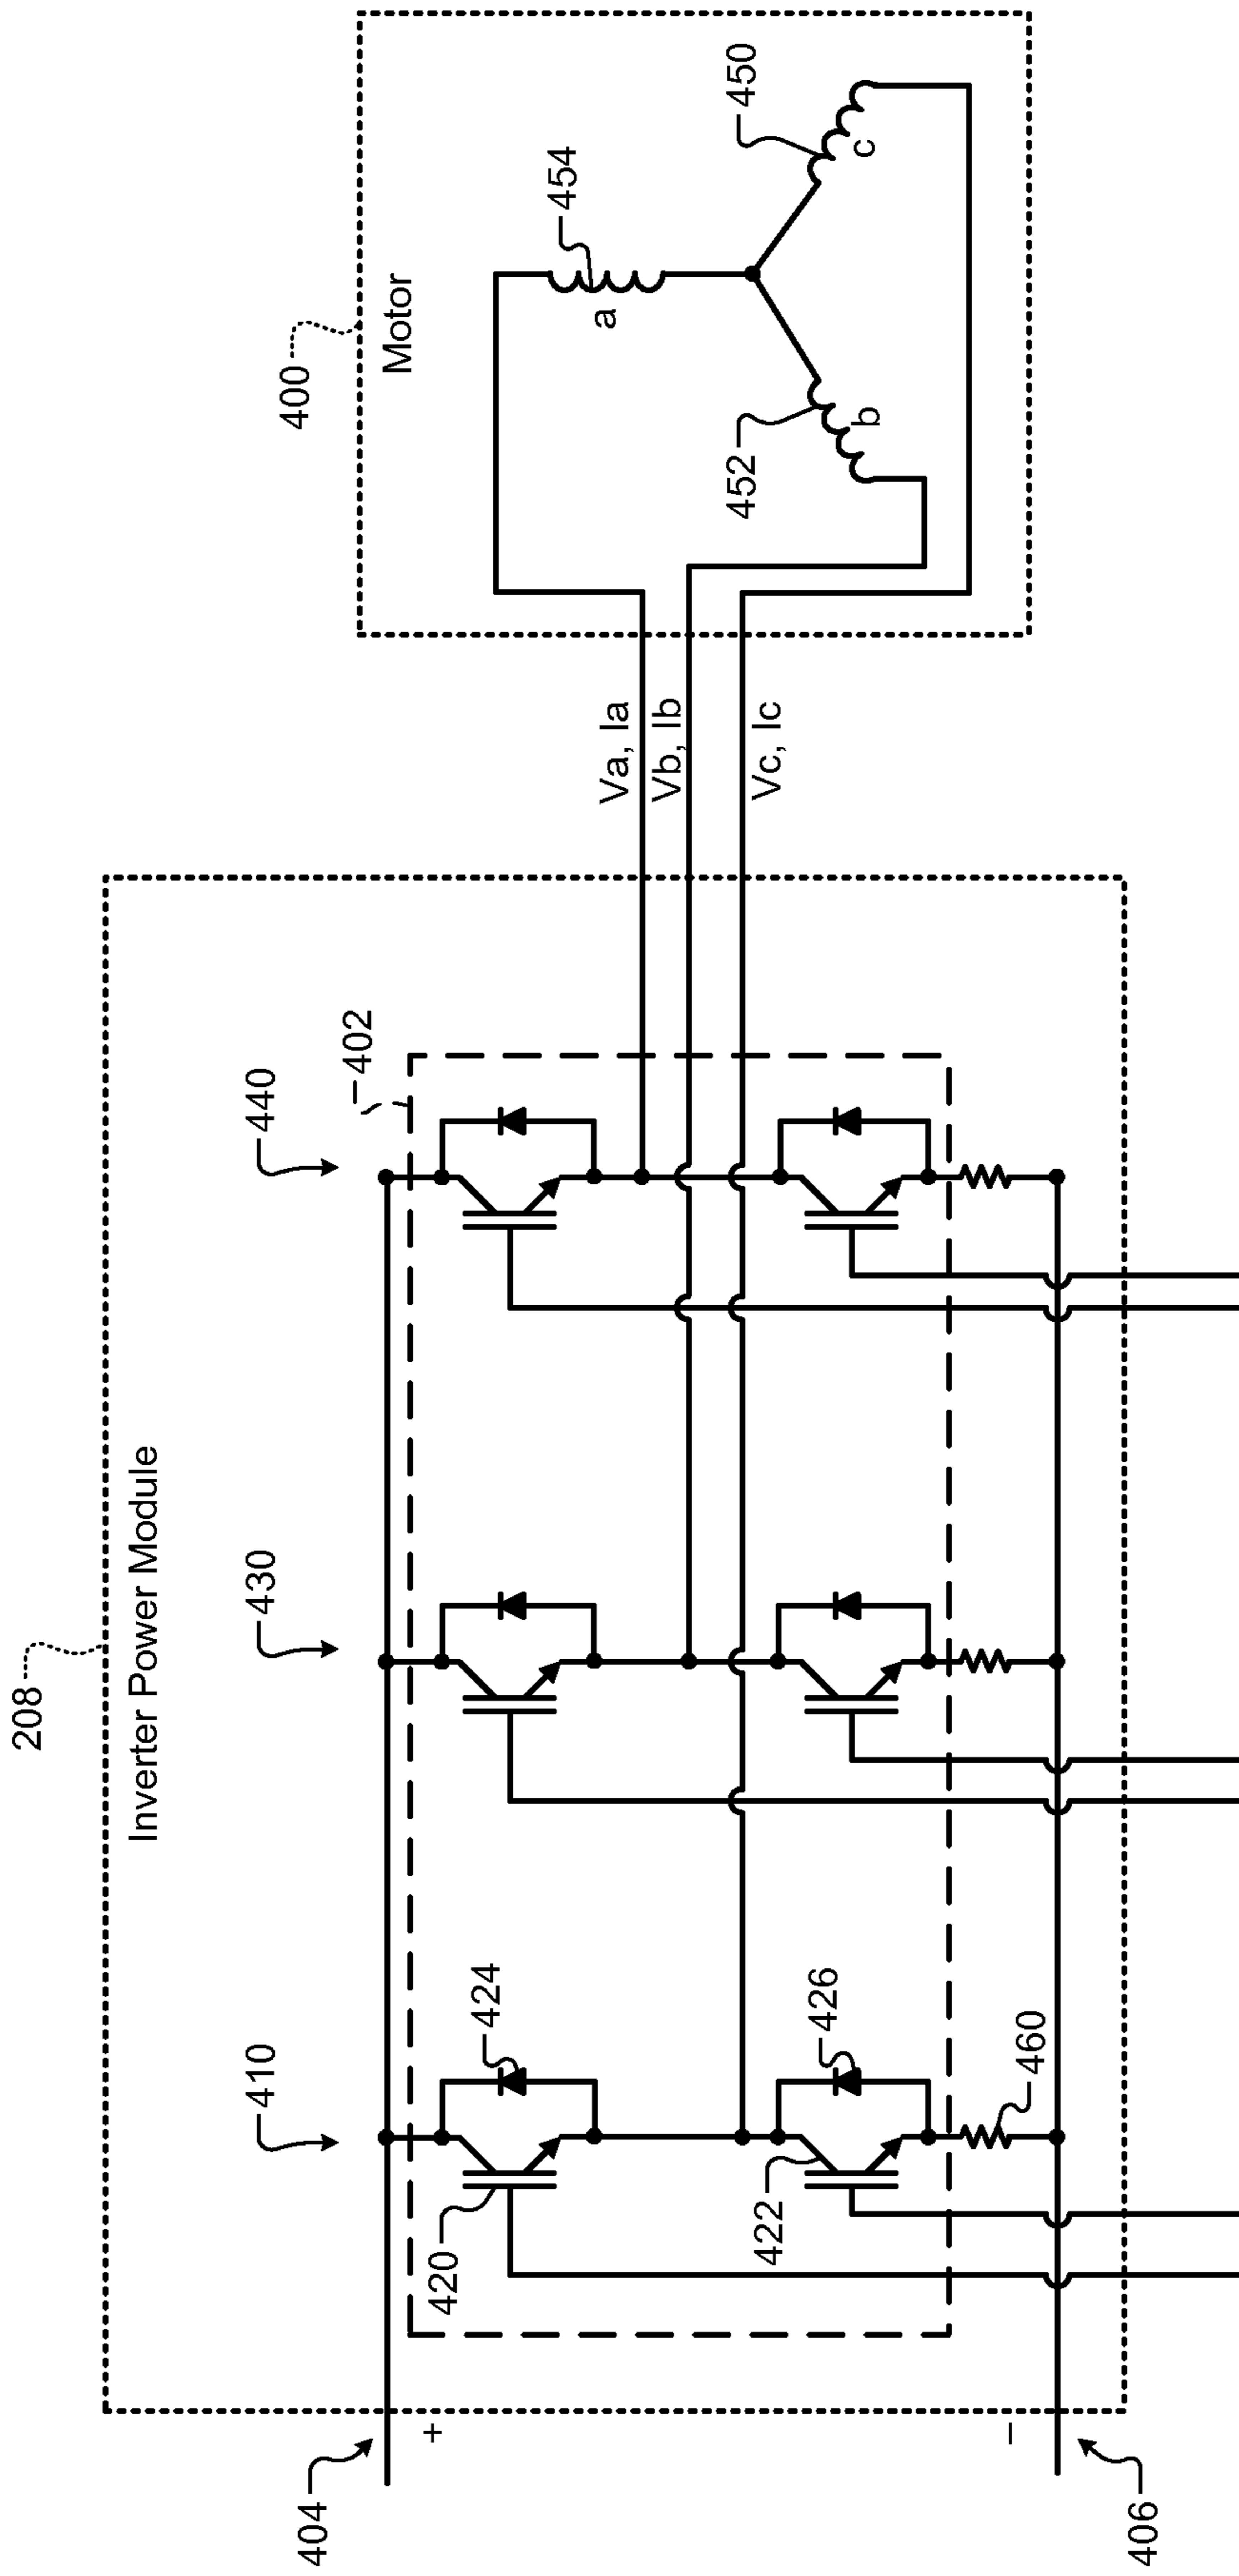 208
Inverter Power Module
400
Motor
410
430
440
402
404
+
420
424
454
a
Va, Ia
Vb, Ib
Vc, Ic
422
426
452
b
450
c
460
−
406